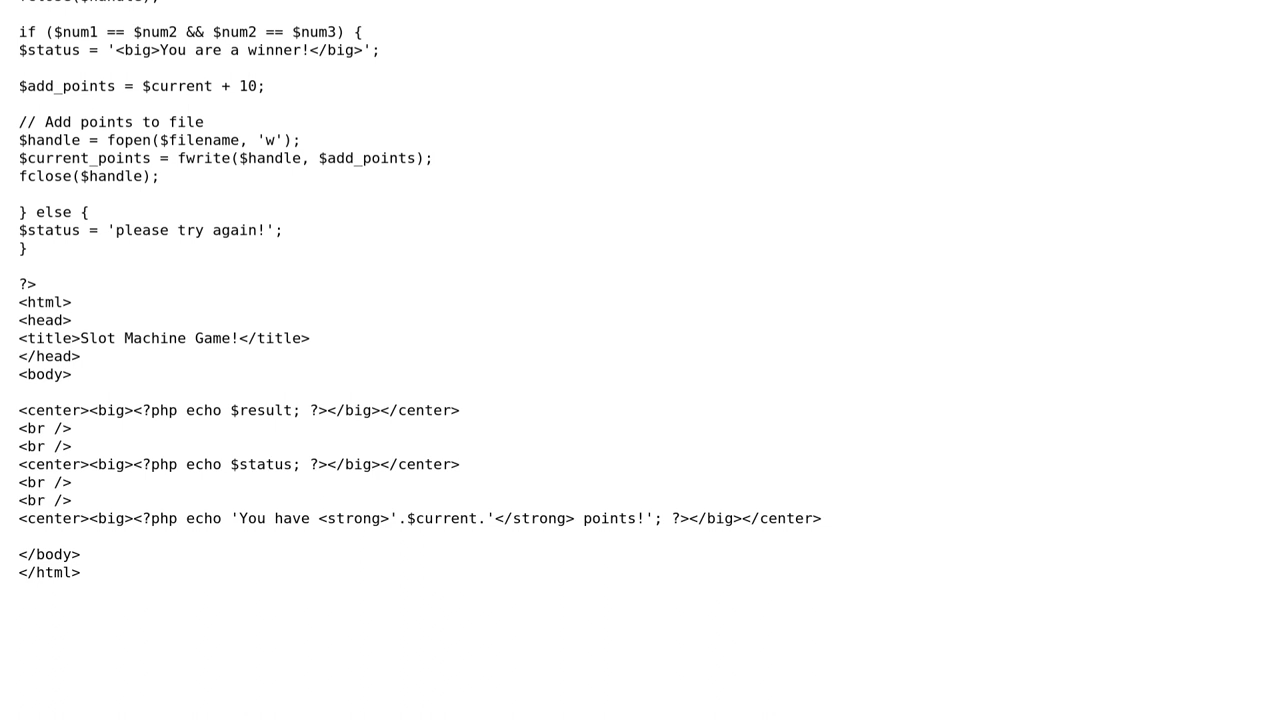 if ($num1 == $num2 && $num2 == $num3) {
$status = '<big>You are a winner!</big>';
$add_points = $current + 10;
// Add points to file
$handle = fopen($filename, 'w');
$current_points = fwrite($handle, $add_points);
fclose($handle);
} else {
$status = 'please try again!';
}
?>
<html>
<head>
<title>Slot Machine Game!</title>
</head>
<body>
<center><big><?php echo $result; ?></big></center>
<br />
<br />
<center><big><?php echo $status; ?></big></center>
<br />
<br />
<center><big><?php echo 'You have <strong>'.$current.'</strong> points!'; ?></big></center>
</body>
</html>